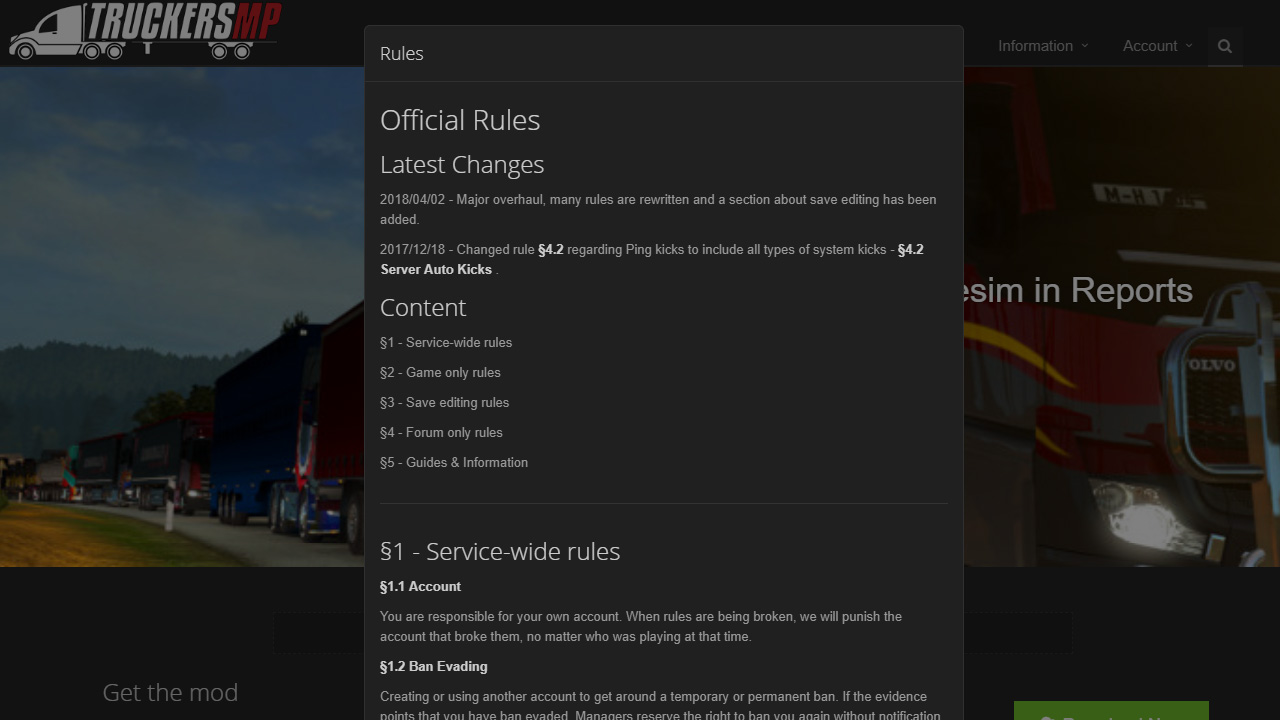 TRUCKERSMP
Information
Account
Rules
Official Rules
Latest Changes
2018/04/02 - Major overhaul, many rules are rewritten and a section about save editing has been
added.
2017/12/18 - Changed rule §4.2 regarding Ping kicks to include all types of system kicks - §4.2
Server Auto Kicks .
esim in Reports
Content
§1 - Service-wide rules
§2 - Game only rules
§3 - Save editing rules
§4 - Forum only rules
§5 - Guides & Information
VOLVO
§1 - Service-wide rules
§1.1 Account
You are responsible for your own account. When rules are being broken, we will punish the
account that broke them, no matter who was playing at that time.
§1.2 Ban Evading
Creating or using another account to get around a temporary or permanent ban. If the evidence
points that you have ban evaded, Managers reserve the right to ban you again without notification
Get the mod